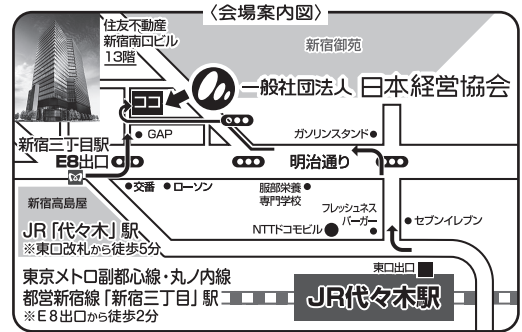 〈会場案内図〉
住友不動産
新宿南口ビル
13階
新宿御苑
ココ
一般社団法人 日本経営協会
GAP
ガソリンスタンド
新宿三丁目駅
E8出口
明治通り
交番
ローソン
服部栄養
専門学校
新宿高島屋
フレッシュネス
バーガー
セブンイレブン
NTTドコモビル
JR「代々木」駅
※東口改札から徒歩5分
東口出口
東京メトロ副都心線・丸ノ内線
都営新宿線「新宿三丁目」駅
※E8出口から徒歩2分
JR代々木駅